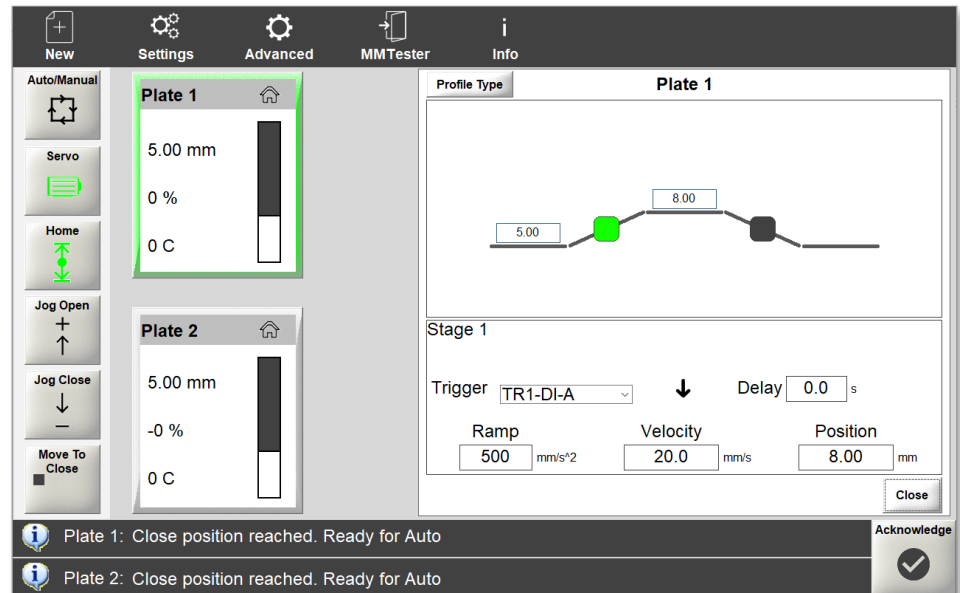 New Settings Advanced MMTester Info
Auto/Manual
Servo
Home
Jog Open
Jog Close
Move To
Close
Plate 1
5.00 mm
0 %
0 C
Plate 2
5.00 mm
-0 %
0 C
Profile Type
Plate 1
5.00
8.00
Stage 1
Trigger TR1-DI-A Delay 0.0 s
Ramp Velocity Position
500 mm/s^2 20.0 mm/s 8.00 mm
Close
Plate 1: Close position reached. Ready for Auto
Plate 2: Close position reached. Ready for Auto
Acknowledge